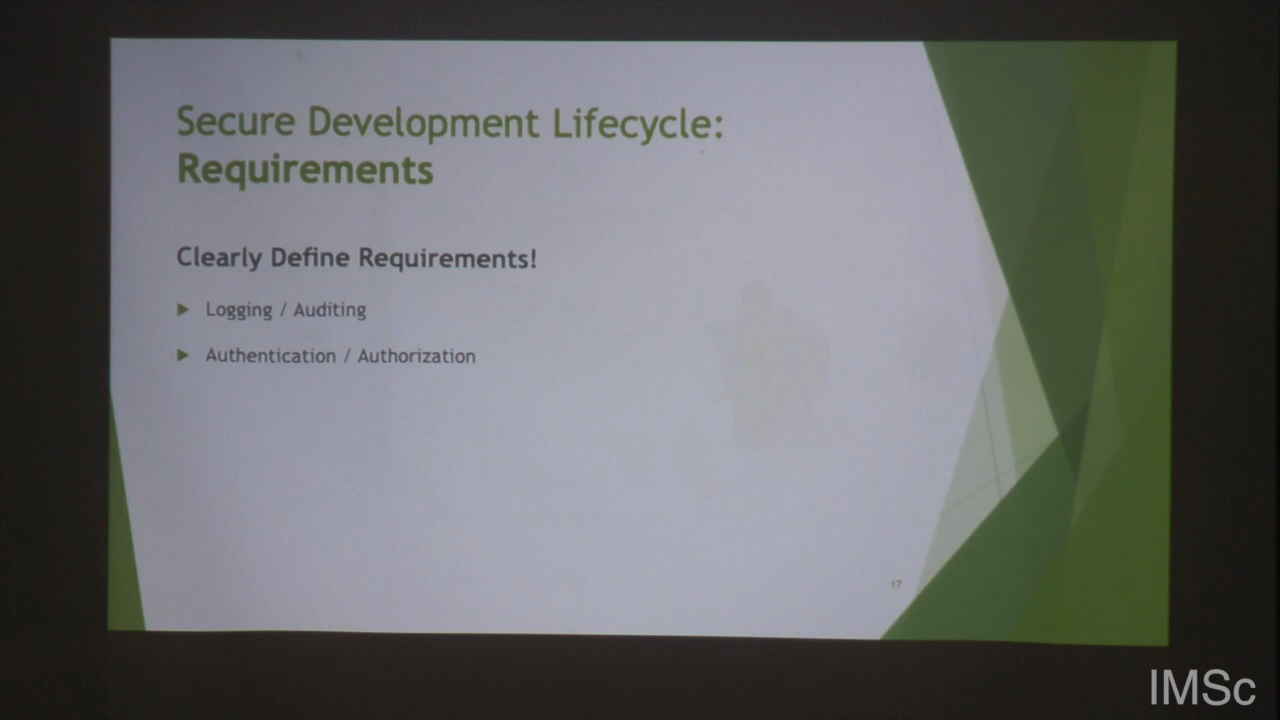 Secure Development Lifecycle:
Requirements
Clearly Define Requirements!
Logging / Auditing
Authentication / Authorization
17
IMSc